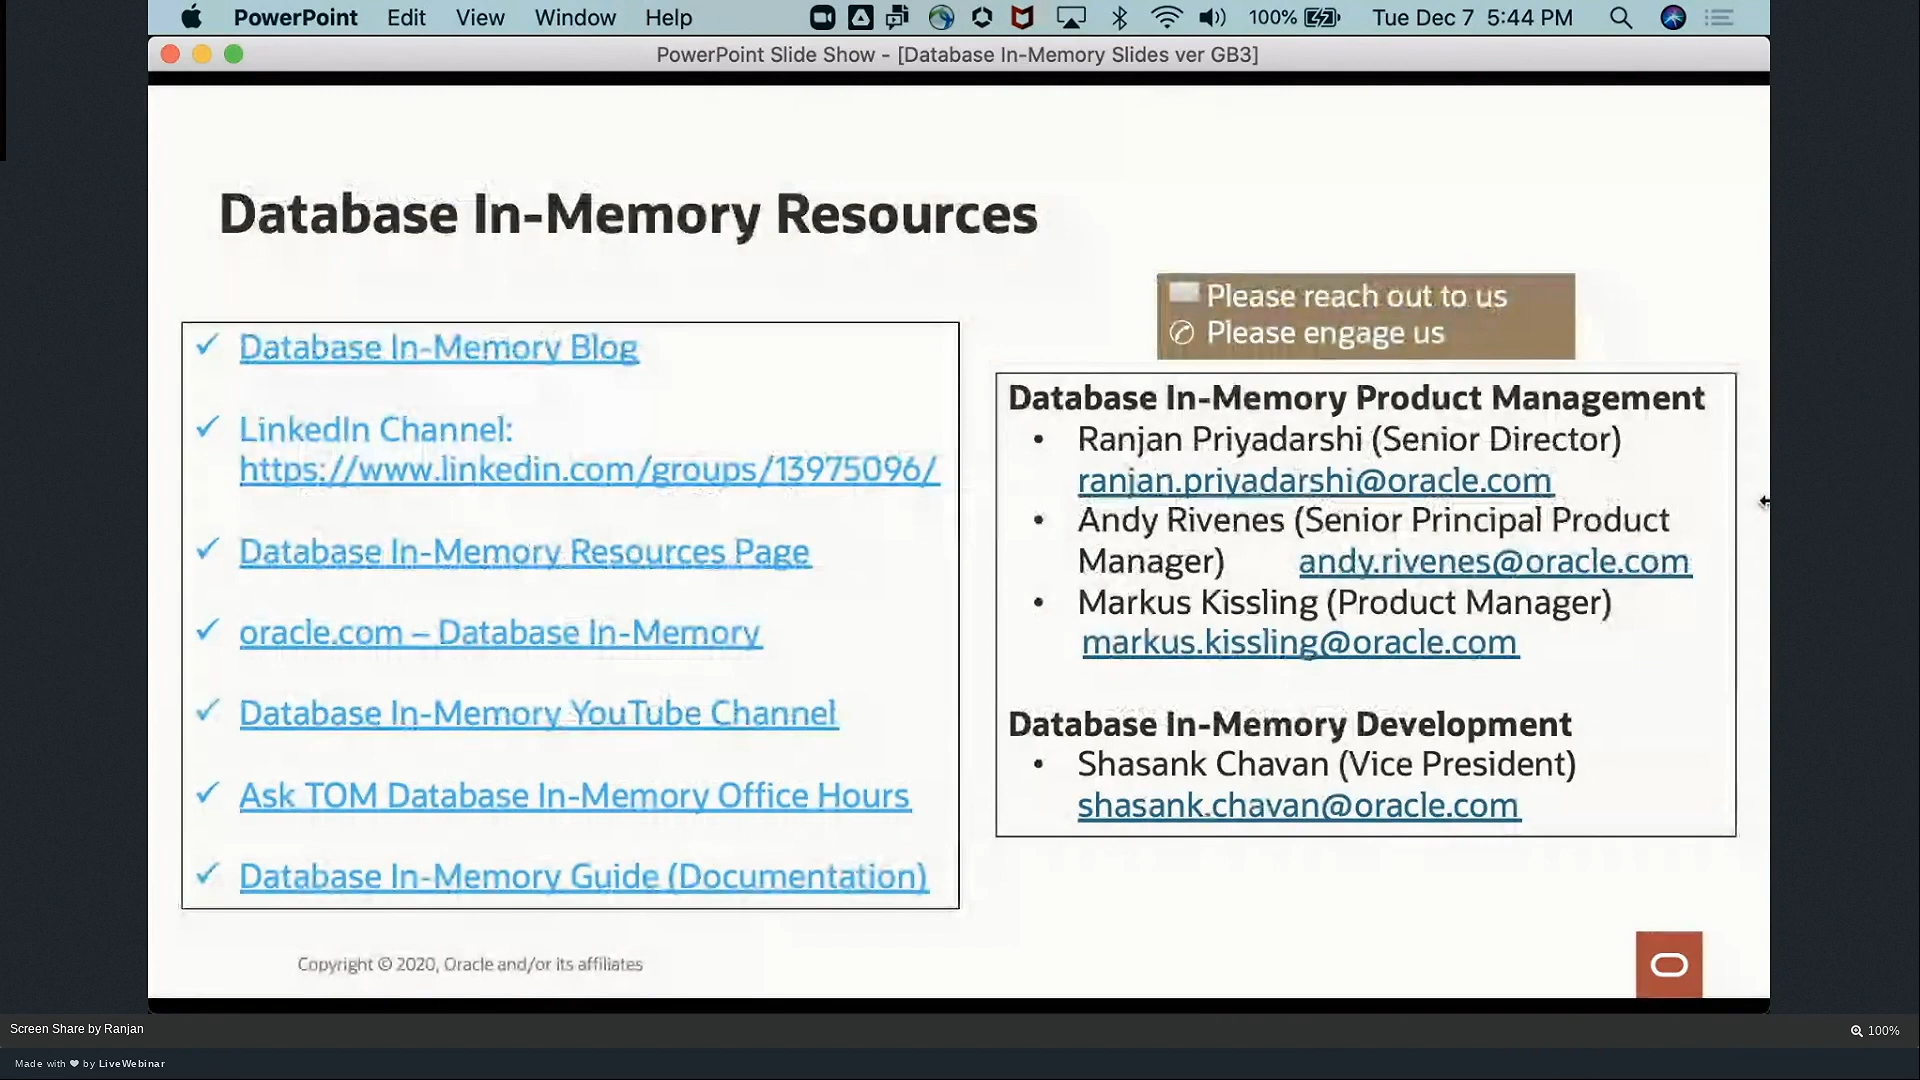 PowerPoint Edit View Window Help 100% Tue Dec 7 5:44 PM
PowerPoint Slide Show - [Database In-Memory Slides ver GB3]
Database In-Memory Resources
✓ Database In-Memory Blog
✓ LinkedIn Channel:
https://www.linkedin.com/groups/13975096/
✓ Database In-Memory Resources Page
✓ oracle.com – Database In-Memory
✓ Database In-Memory YouTube Channel
✓ Ask TOM Database In-Memory Office Hours
✓ Database In-Memory Guide (Documentation)
Please reach out to us
Please engage us
Database In-Memory Product Management
• Ranjan Priyadarshi (Senior Director)
ranjan.priyadarshi@oracle.com
• Andy Rivenes (Senior Principal Product
Manager) andy.rivenes@oracle.com
• Markus Kissling (Product Manager)
markus.kissling@oracle.com
Database In-Memory Development
• Shasank Chavan (Vice President)
shasank.chavan@oracle.com
Copyright © 2020, Oracle and/or its affiliates
Screen Share by Ranjan
100%
Made with ❤ by LiveWebinar